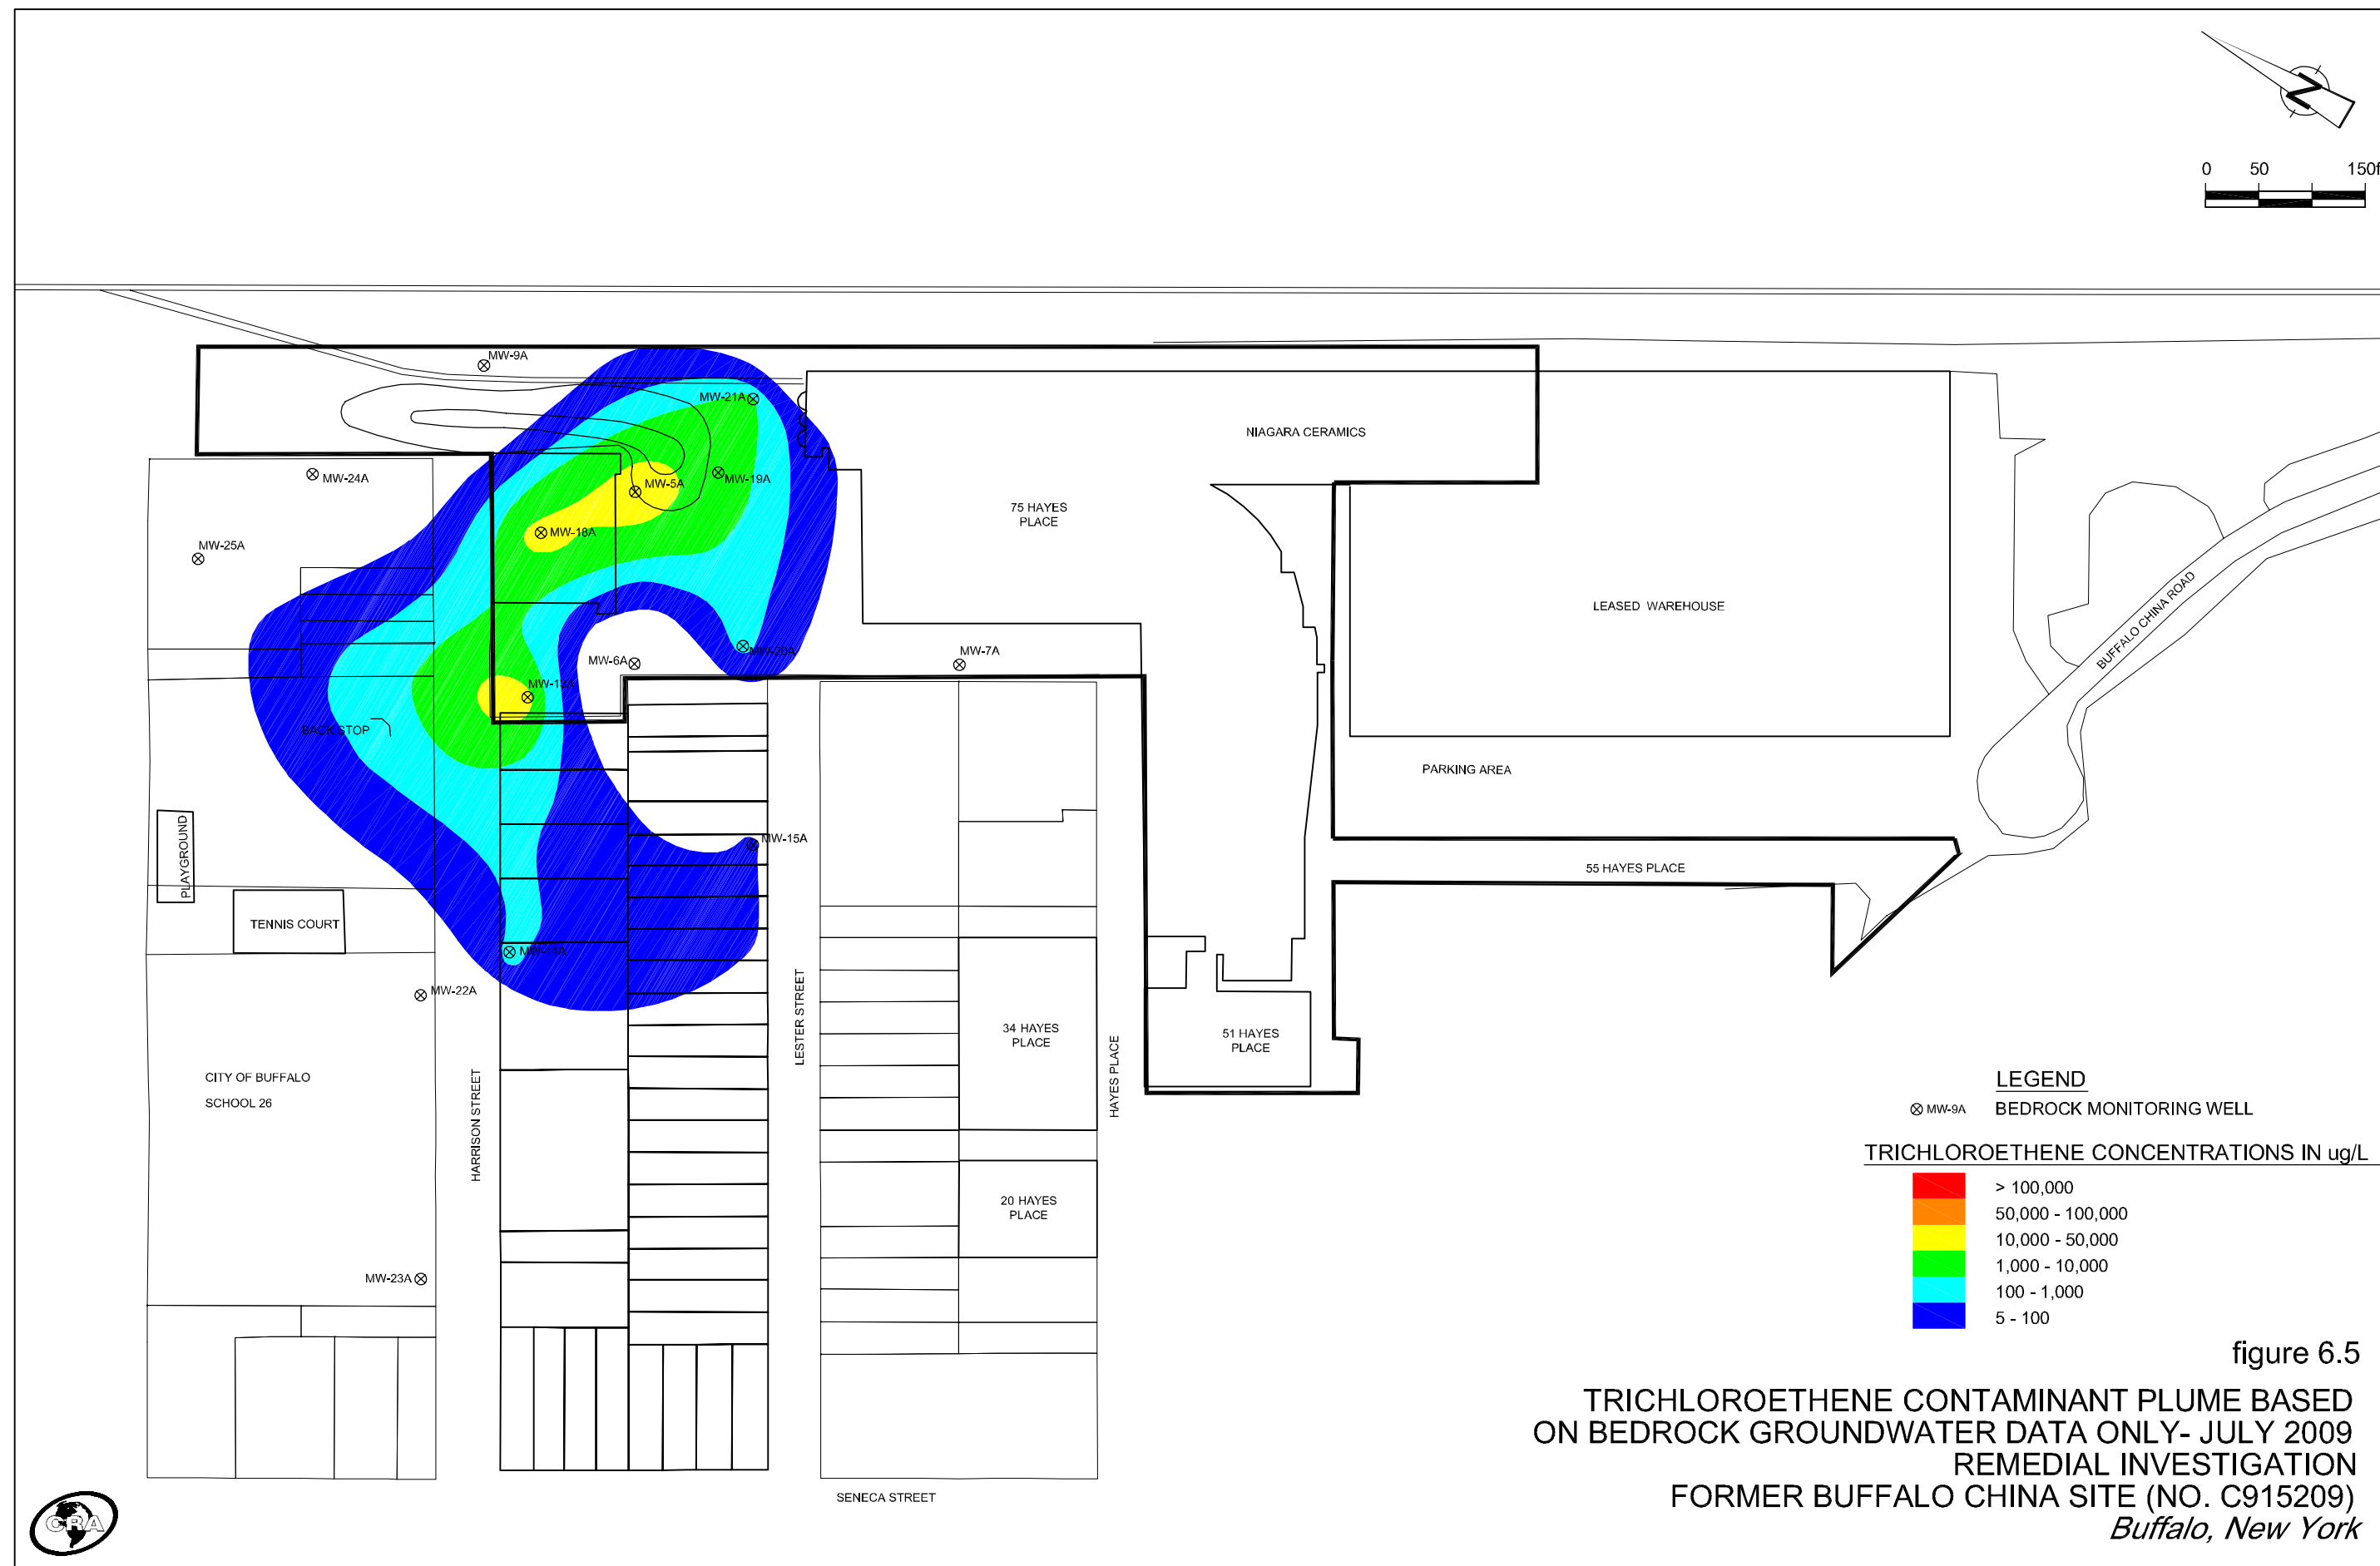 N
0 50 150f
MW-9A
MW-21A
NIAGARA CERAMICS
MW-24A
MW-5A
MW-19A
75 HAYES
PLACE
MW-18A
MW-25A
LEASED WAREHOUSE
BUFFALO CHINA ROAD
MW-6A
MW-20A
MW-7A
MW-13A
BACK STOP
PARKING AREA
MW-15A
PLAYGROUND
55 HAYES PLACE
TENNIS COURT
MW-14A
MW-22A
LESTER STREET
34 HAYES
PLACE
51 HAYES
PLACE
CITY OF BUFFALO
SCHOOL 26
HARRISON STREET
HAYES PLACE
20 HAYES
PLACE
MW-23A
SENECA STREET
LEGEND
MW-9A BEDROCK MONITORING WELL
TRICHLOROETHENE CONCENTRATIONS IN ug/L
> 100,000
50,000 - 100,000
10,000 - 50,000
1,000 - 10,000
100 - 1,000
5 - 100
figure 6.5
TRICHLOROETHENE CONTAMINANT PLUME BASED
ON BEDROCK GROUNDWATER DATA ONLY- JULY 2009
REMEDIAL INVESTIGATION
FORMER BUFFALO CHINA SITE (NO. C915209)
Buffalo, New York
CRA